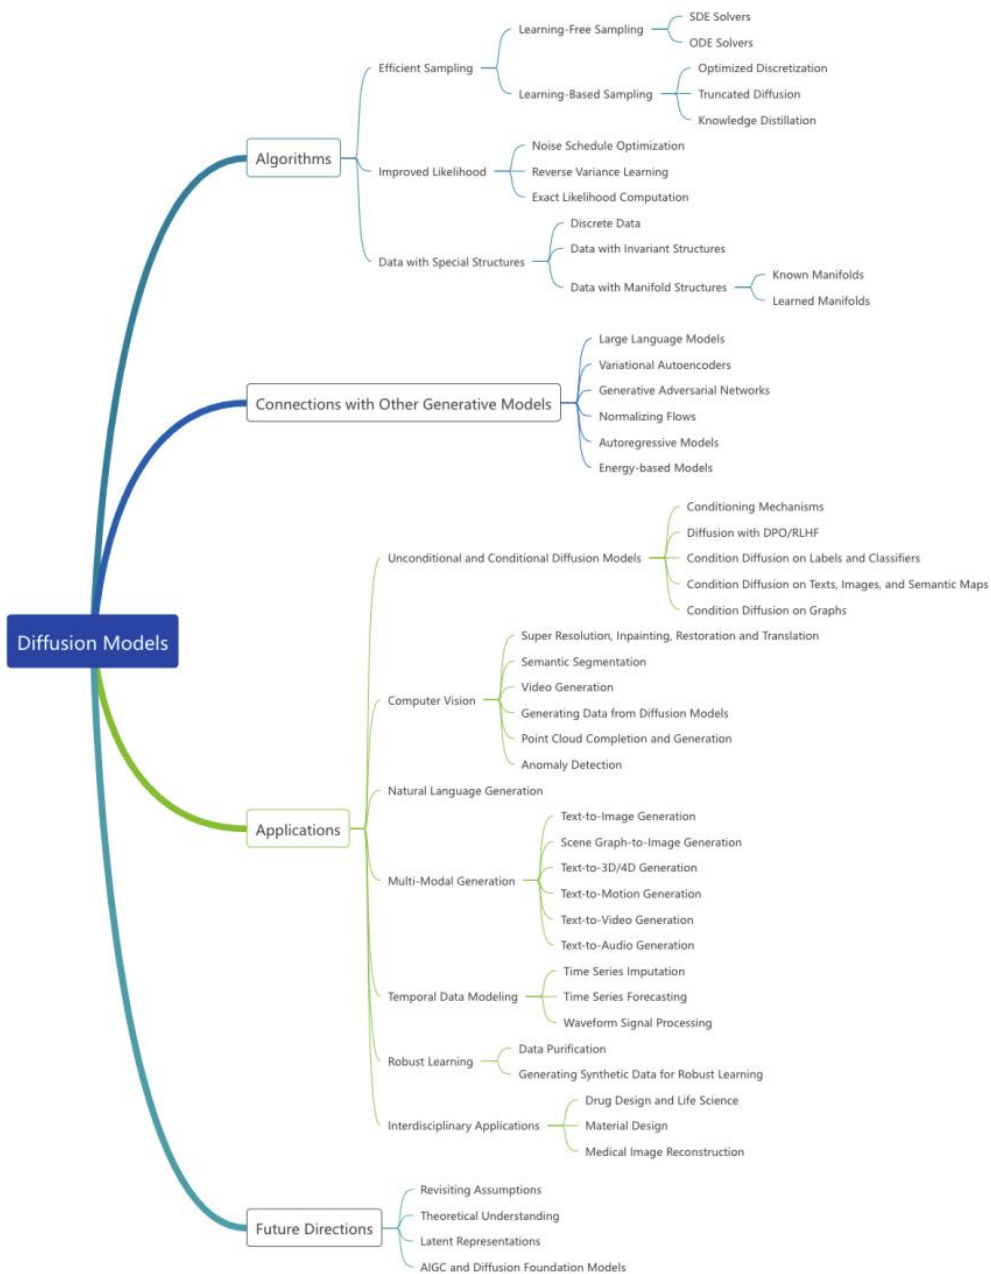 Diffusion Models
Algorithms
Efficient Sampling
Learning-Free Sampling
SDE Solvers
ODE Solvers
Learning-Based Sampling
Optimized Discretization
Truncated Diffusion
Knowledge Distillation
Improved Likelihood
Noise Schedule Optimization
Reverse Variance Learning
Exact Likelihood Computation
Data with Special Structures
Discrete Data
Data with Invariant Structures
Data with Manifold Structures
Known Manifolds
Learned Manifolds
Connections with Other Generative Models
Large Language Models
Variational Autoencoders
Generative Adversarial Networks
Normalizing Flows
Autoregressive Models
Energy-based Models
Applications
Unconditional and Conditional Diffusion Models
Conditioning Mechanisms
Diffusion with DPO/RLHF
Condition Diffusion on Labels and Classifiers
Condition Diffusion on Texts, Images, and Semantic Maps
Condition Diffusion on Graphs
Computer Vision
Super Resolution, Inpainting, Restoration and Translation
Semantic Segmentation
Video Generation
Generating Data from Diffusion Models
Point Cloud Completion and Generation
Anomaly Detection
Natural Language Generation
Multi-Modal Generation
Text-to-Image Generation
Scene Graph-to-Image Generation
Text-to-3D/4D Generation
Text-to-Motion Generation
Text-to-Video Generation
Text-to-Audio Generation
Temporal Data Modeling
Time Series Imputation
Time Series Forecasting
Waveform Signal Processing
Robust Learning
Data Purification
Generating Synthetic Data for Robust Learning
Interdisciplinary Applications
Drug Design and Life Science
Material Design
Medical Image Reconstruction
Future Directions
Revisiting Assumptions
Theoretical Understanding
Latent Representations
AIGC and Diffusion Foundation Models